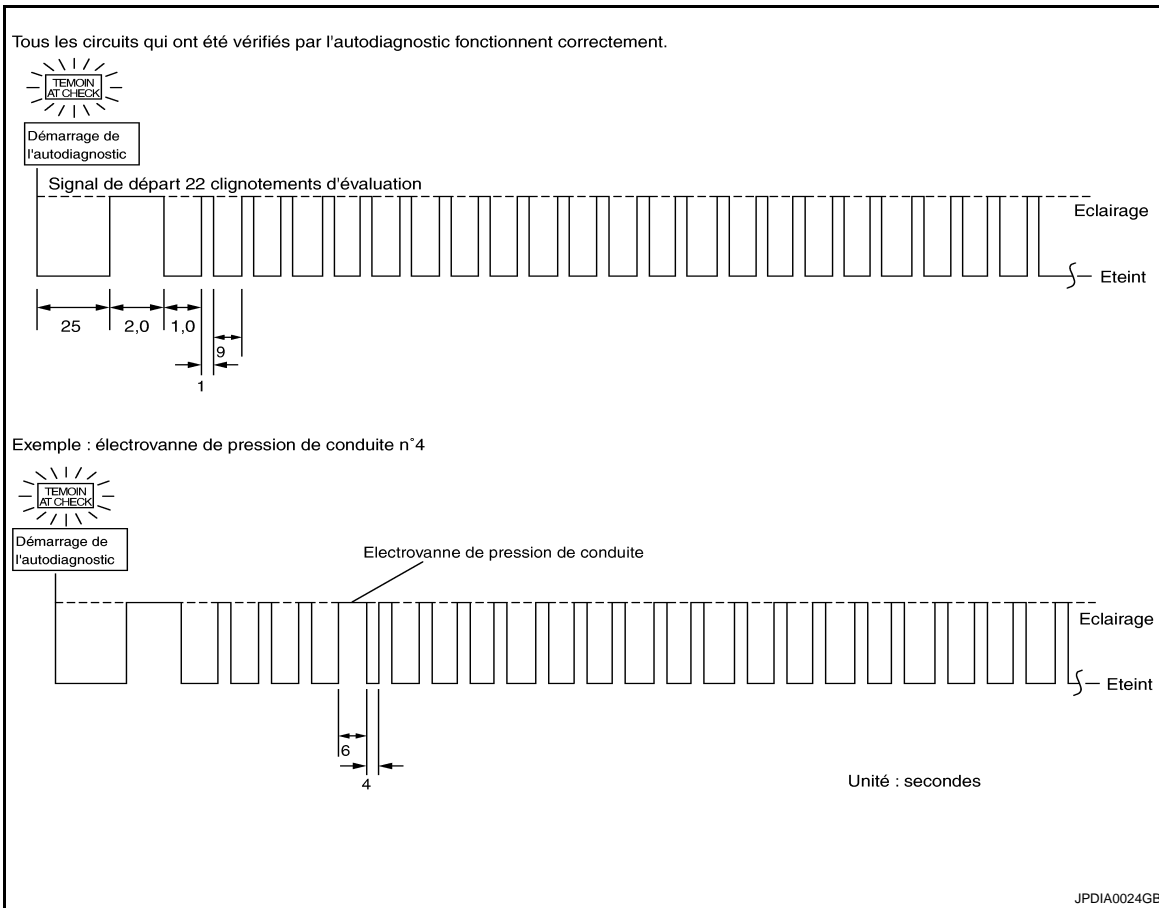 Tous les circuits qui ont été vérifiés par l'autodiagnostic fonctionnent correctement.
TEMOIN
AT CHECK
Démarrage de
l'autodiagnostic
Signal de départ 22 clignotements d'évaluation
Eclairage
Eteint
25
2,0
1,0
9
1
Exemple : électrovanne de pression de conduite n°4
TEMOIN
AT CHECK
Démarrage de
l'autodiagnostic
Electrovanne de pression de conduite
Eclairage
Eteint
6
4
Unité : secondes
JPDIA0024GB